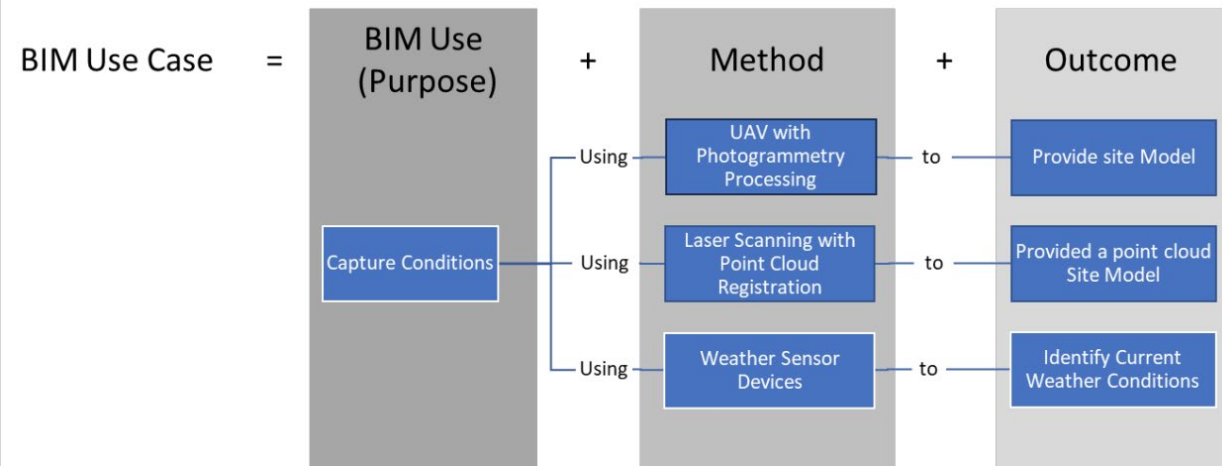 BIM Use Case = BIM Use
(Purpose) + Method + Outcome
Capture Conditions
Using
UAV with
Photogrammetry
Processing
to
Provide site Model
Using
Laser Scanning with
Point Cloud
Registration
to
Provided a point cloud
Site Model
Using
Weather Sensor
Devices
to
Identify Current
Weather Conditions